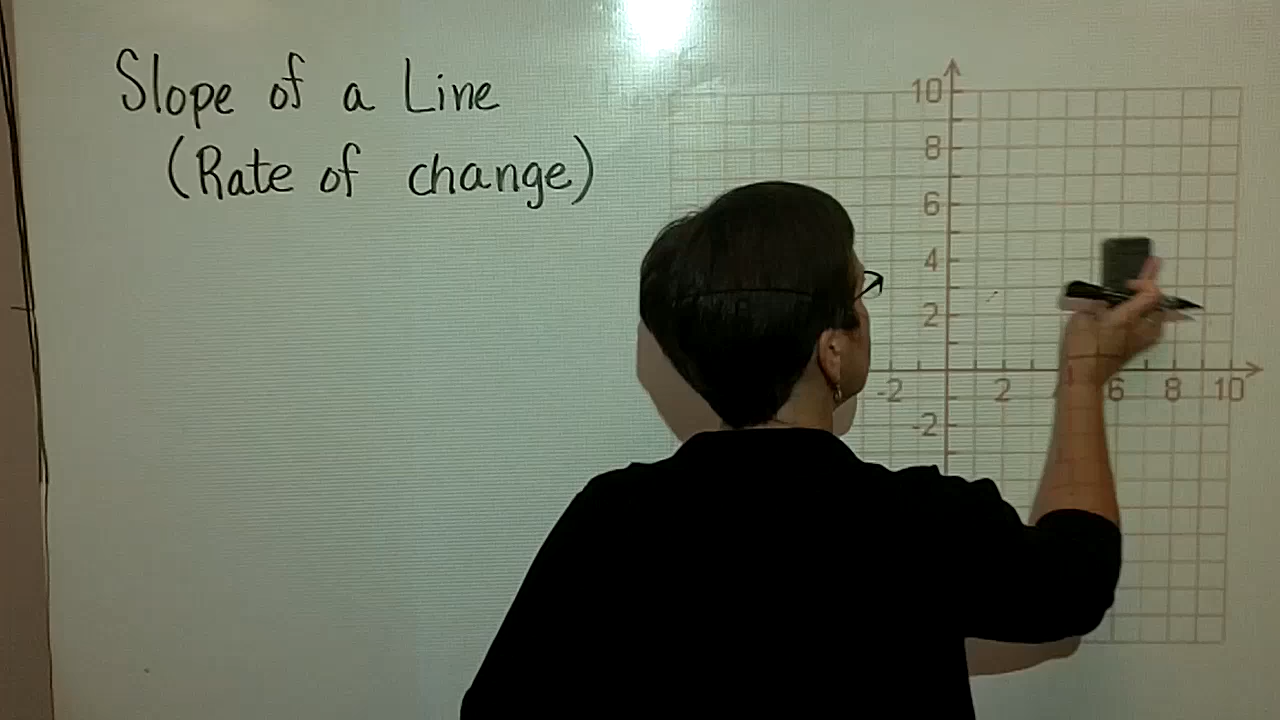 Slope of a Line
(Rate of change)
10
8
6
4
2
-2 2 6 8 10
-2